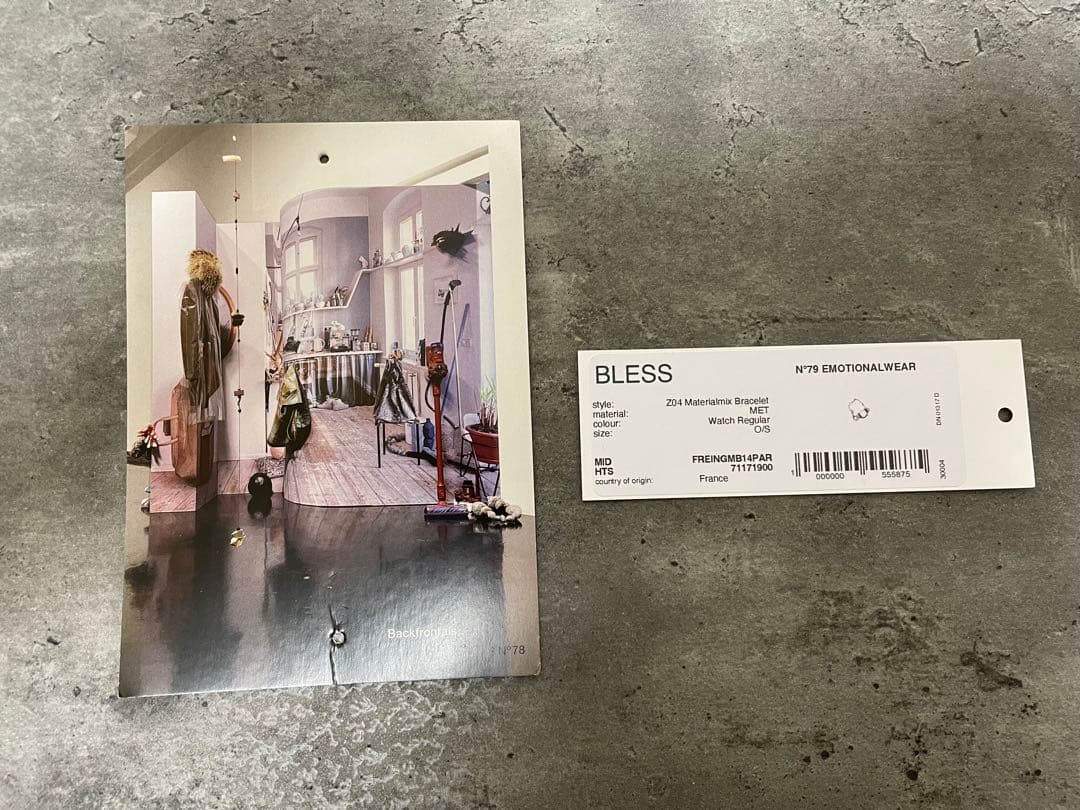 Backfrontals
N°78
BLESS
N°79 EMOTIONALWEAR
style: Z04 Materialmix Bracelet
material: MET
colour: Watch Regular
size: O/S
MID FREINGMB14PAR
HTS 71171900
country of origin: France
1 000000 555875
30004